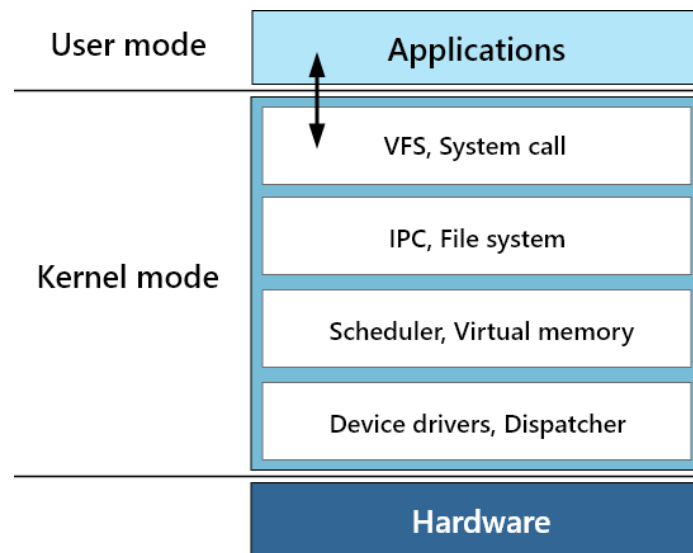 User mode
Applications
VFS, System call
IPC, File system
Kernel mode
Scheduler, Virtual memory
Device drivers, Dispatcher
Hardware